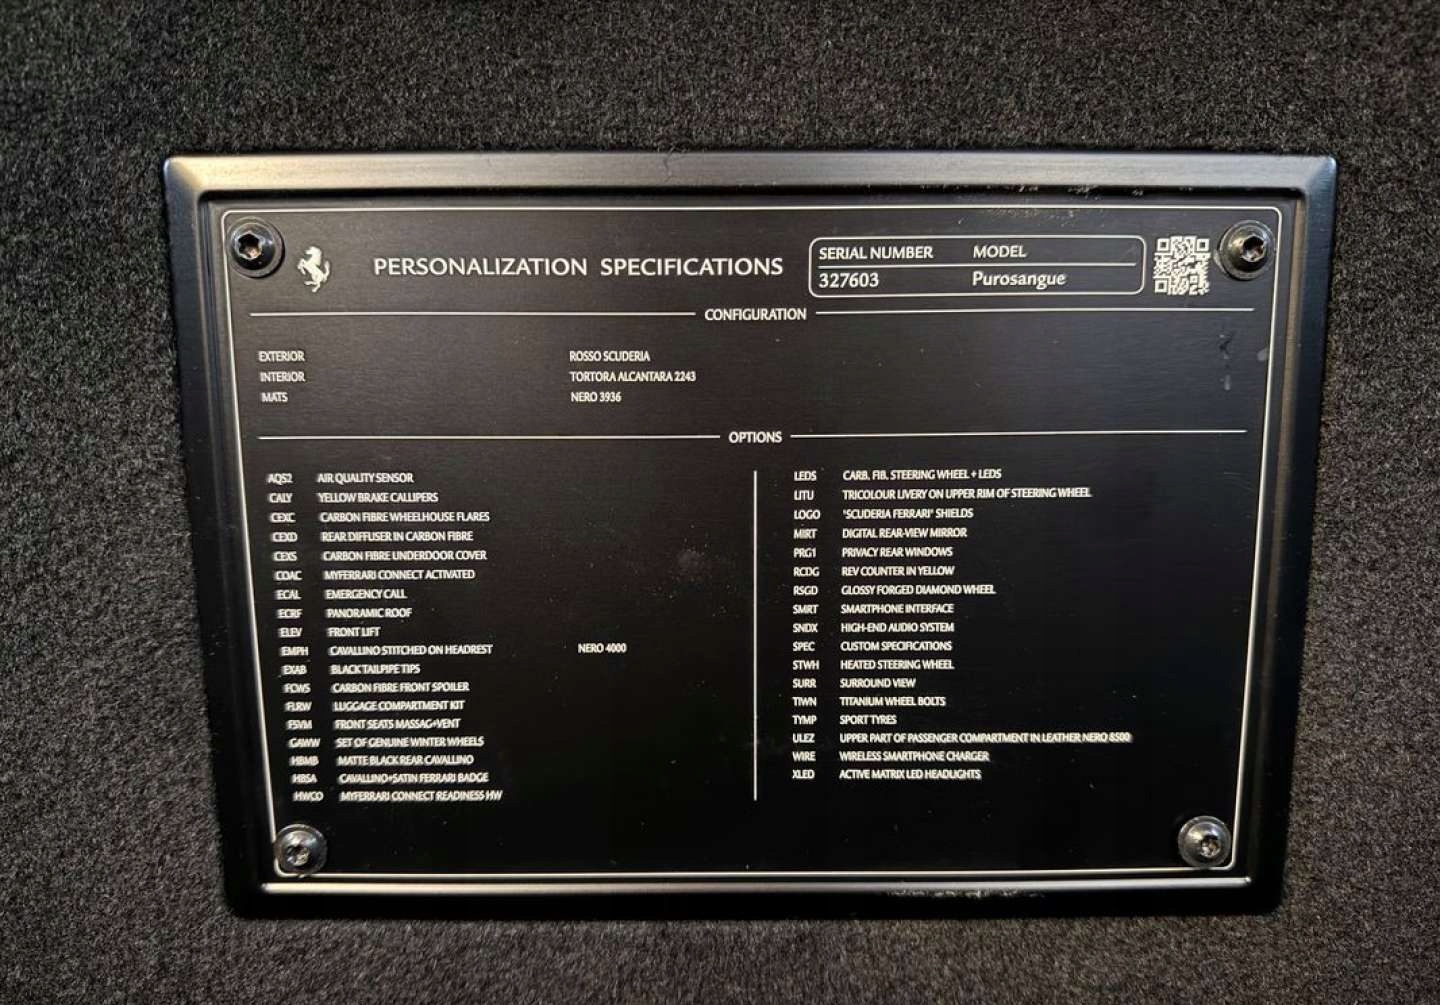 PERSONALIZATION SPECIFICATIONS
SERIAL NUMBER MODEL
327603 Purosangue
CONFIGURATION
EXTERIOR ROSSO SCUDERIA
INTERIOR TORTORA ALCANTARA 2243
MATS NERO 3936
OPTIONS
AQS2 AIR QUALITY SENSOR
CALY YELLOW BRAKE CALLIPERS
CEXC CARBON FIBRE WHEELHOUSE FLARES
CEXD REAR DIFFUSER IN CARBON FIBRE
CEXS CARBON FIBRE UNDERDOOR COVER
COAC MYFERRARI CONNECT ACTIVATED
ECAL EMERGENCY CALL
ECRF PANORAMIC ROOF
ELEV FRONT LIFT
EMPH CAVALLINO STITCHED ON HEADREST NERO 4000
EXAB BLACK TAILPIPE TIPS
FCWS CARBON FIBRE FRONT SPOILER
FLRW LUGGAGE COMPARTMENT KIT
FSVM FRONT SEATS MASSAG+VENT
GAWW SET OF GENUINE WINTER WHEELS
HBMB MATTE BLACK REAR CAVALLINO
HBSA CAVALLINO+SATIN FERRARI BADGE
HWCO MYFERRARI CONNECT READINESS HW
LEDS CARB. FIB. STEERING WHEEL + LEDS
LITU TRICOLOUR LIVERY ON UPPER RIM OF STEERING WHEEL
LOGO "SCUDERIA FERRARI" SHIELDS
MIRT DIGITAL REAR-VIEW MIRROR
PRG1 PRIVACY REAR WINDOWS
RCDG REV COUNTER IN YELLOW
RSGD GLOSSY FORGED DIAMOND WHEEL
SMRT SMARTPHONE INTERFACE
SNDX HIGH-END AUDIO SYSTEM
SPEC CUSTOM SPECIFICATIONS
STWH HEATED STEERING WHEEL
SURR SURROUND VIEW
TIWN TITANIUM WHEEL BOLTS
TYMP SPORT TYRES
ULEZ UPPER PART OF PASSENGER COMPARTMENT IN LEATHER NERO 8500
WIRE WIRELESS SMARTPHONE CHARGER
XLED ACTIVE MATRIX LED HEADLIGHTS